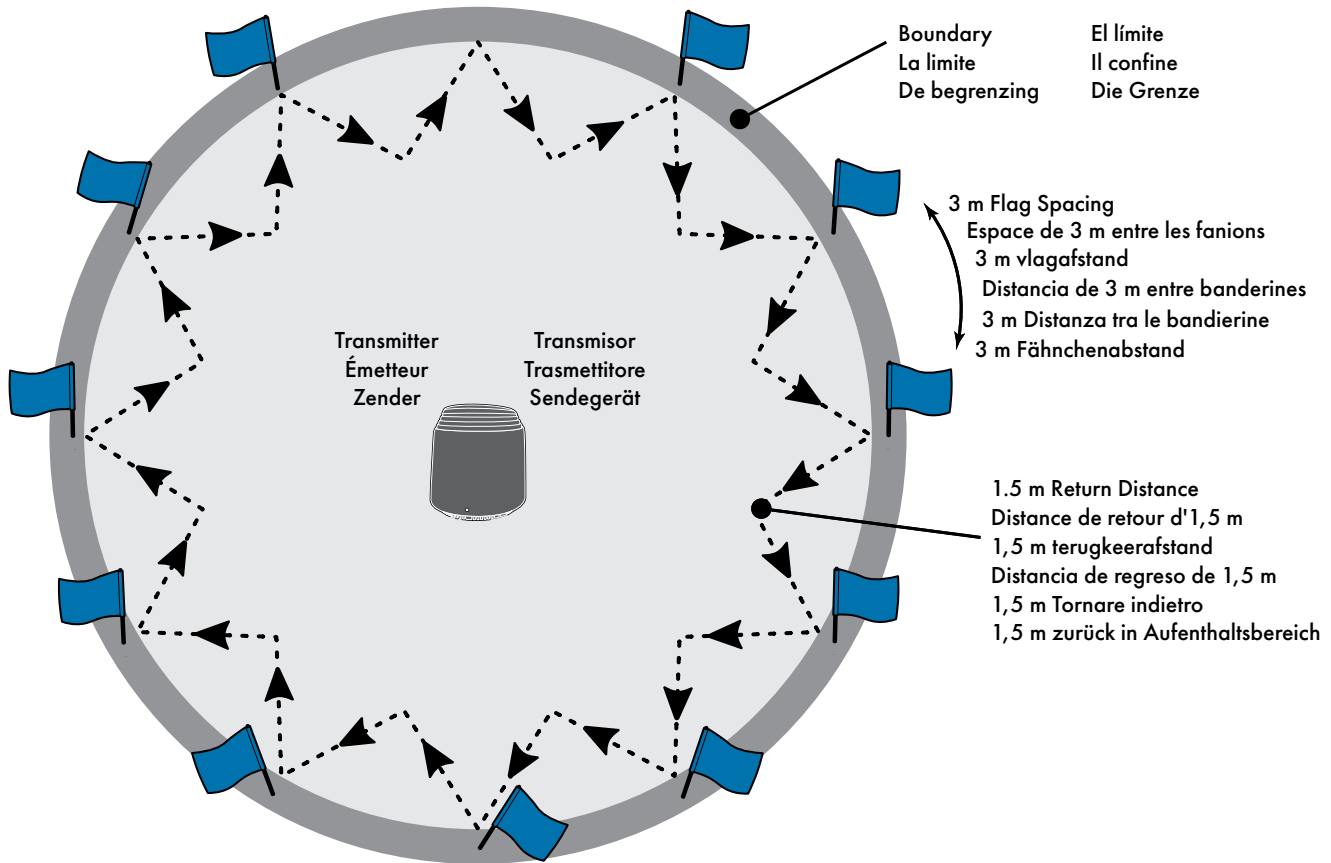 Boundary
La limite
De begrenzing
El límite
Il confine
Die Grenze
3 m Flag Spacing
Espace de 3 m entre les fanions
3 m vlagafstand
Distancia de 3 m entre banderines
3 m Distanza tra le bandierine
3 m Fähnchenabstand
Transmitter
Émetteur
Zender
Transmisor
Trasmettitore
Sendegerät
1.5 m Return Distance
Distance de retour d'1,5 m
1,5 m terugkeerafstand
Distancia de regreso de 1,5 m
1,5 m Tornare indietro
1,5 m zurück in Aufenthaltsbereich